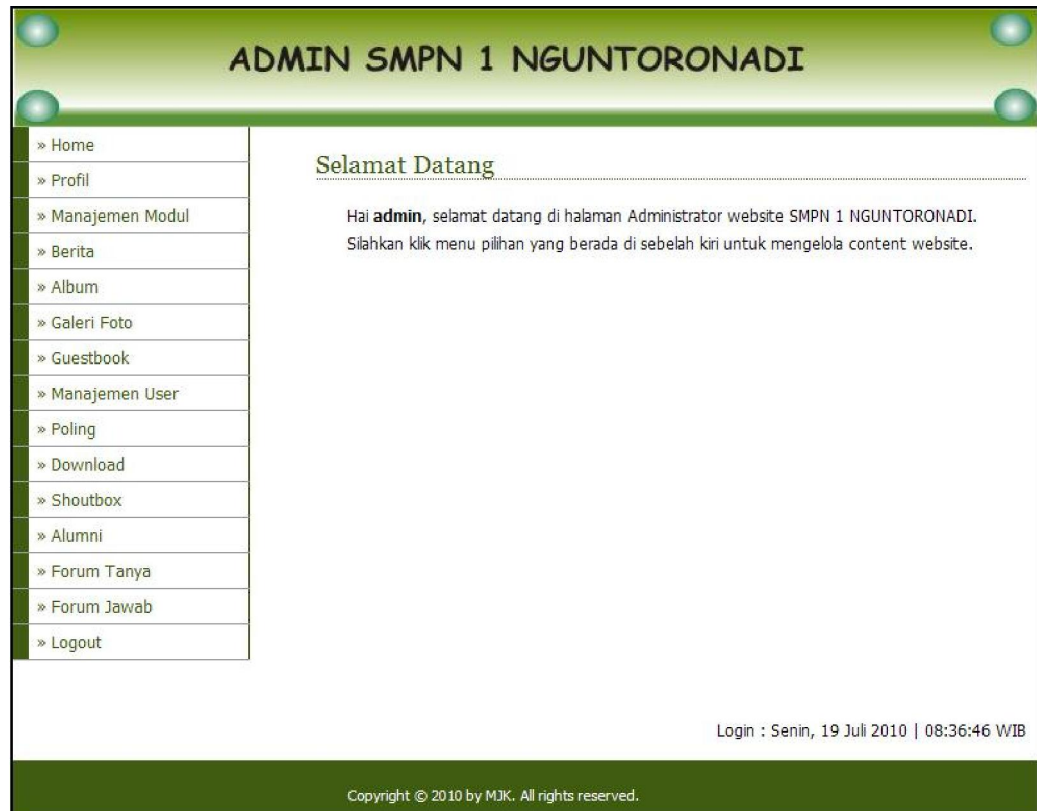 ADMIN SMPN 1 NGUNTORONADI
» Home
» Profil
» Manajemen Modul
» Berita
» Album
» Galeri Foto
» Guestbook
» Manajemen User
» Poling
» Download
» Shoutbox
» Alumni
» Forum Tanya
» Forum Jawab
» Logout
Selamat Datang
Hai admin, selamat datang di halaman Administrator website SMPN 1 NGUNTORONADI.
Silahkan klik menu pilihan yang berada di sebelah kiri untuk mengelola content website.
Login : Senin, 19 Juli 2010 | 08:36:46 WIB
Copyright © 2010 by MJK. All rights reserved.